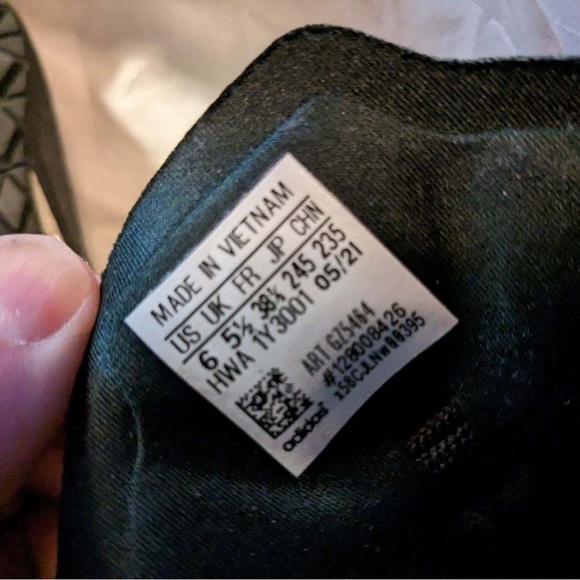 MADE IN VIETNAM
US UK FR JP CHN
6 5½ 38⅔ 245 235
HWA 1Y3001 05/21
ART GZ5464
#128008426
adidas